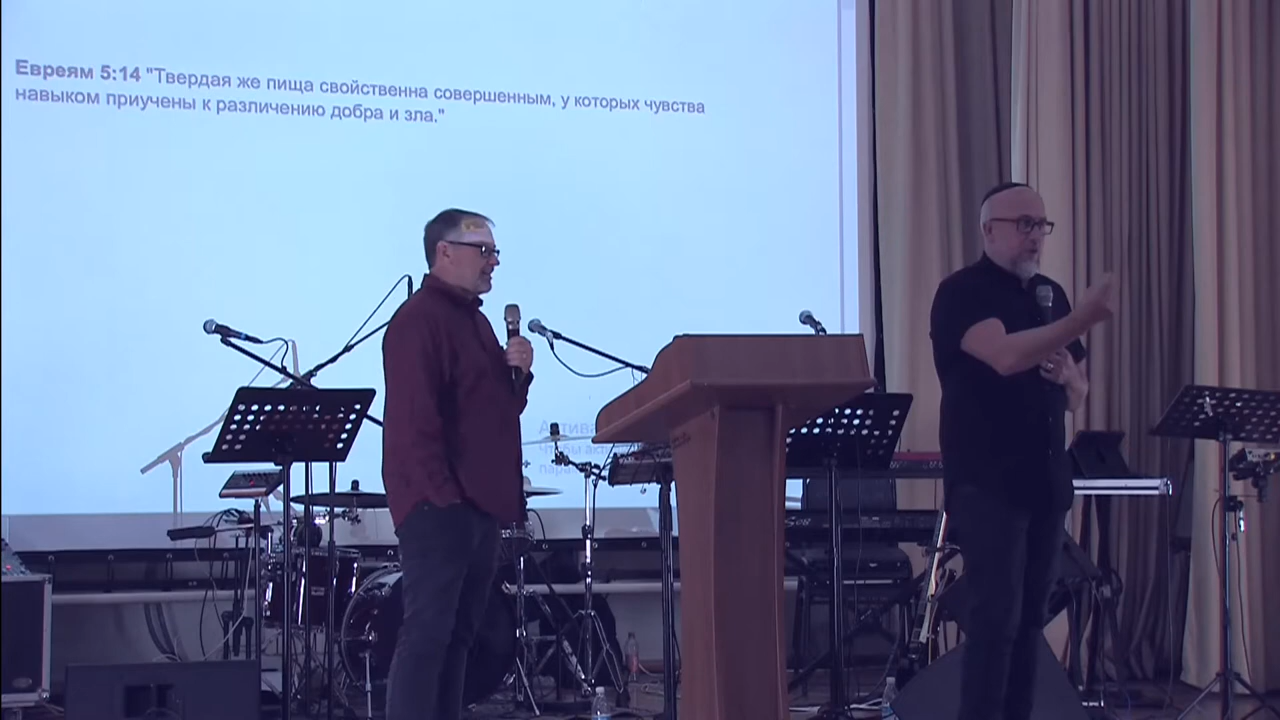 Евреям 5:14 "Твердая же пища свойственна совершенным, у которых чувства
навыком приучены к различению добра и зла."